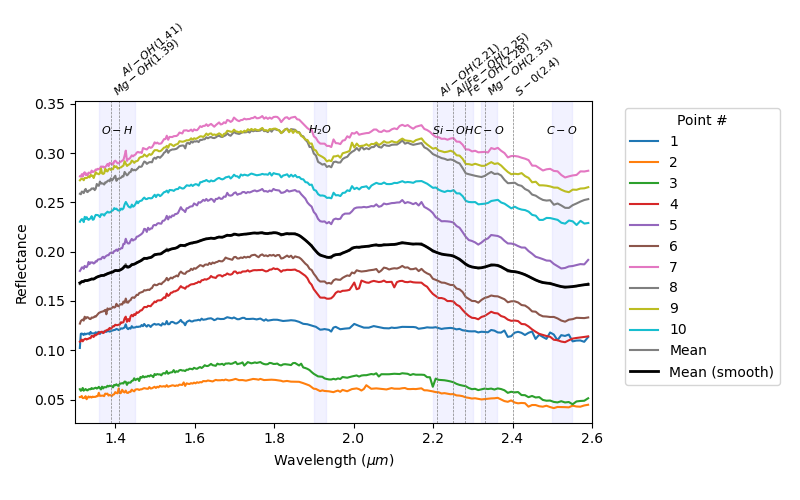 Al-OH(1.41)
Mg-OH(1.39)
Al-OH(2.21)
Al/Fe-OH(2.25)
Fe-OH(2.28)
Mg-OH(2.33)
S-0(2.4)
0.35
0.30
0.25
0.20
0.15
0.10
0.05
O-H
H2O
Si-OH
C-O
C-O
1.4
1.6
1.8
2.0
2.2
2.4
2.6
Reflectance
Wavelength (μm)
Point #
1
2
3
4
5
6
7
8
9
10
Mean
Mean (smooth)